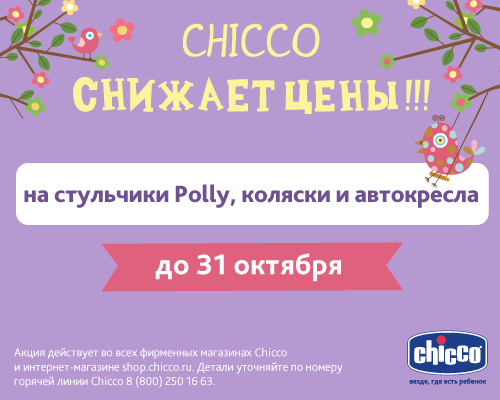 CHICCO
СНИЖАЕТ ЦЕНЫ!!!
на стульчики Polly, коляски и автокресла
до 31 октября
Акция действует во всех фирменных магазинах Chicco
и интернет-магазине shop.chicco.ru. Детали уточняйте по номеру
горячей линии Chicco 8 (800) 250 16 63.
chicco
везде, где есть ребенок